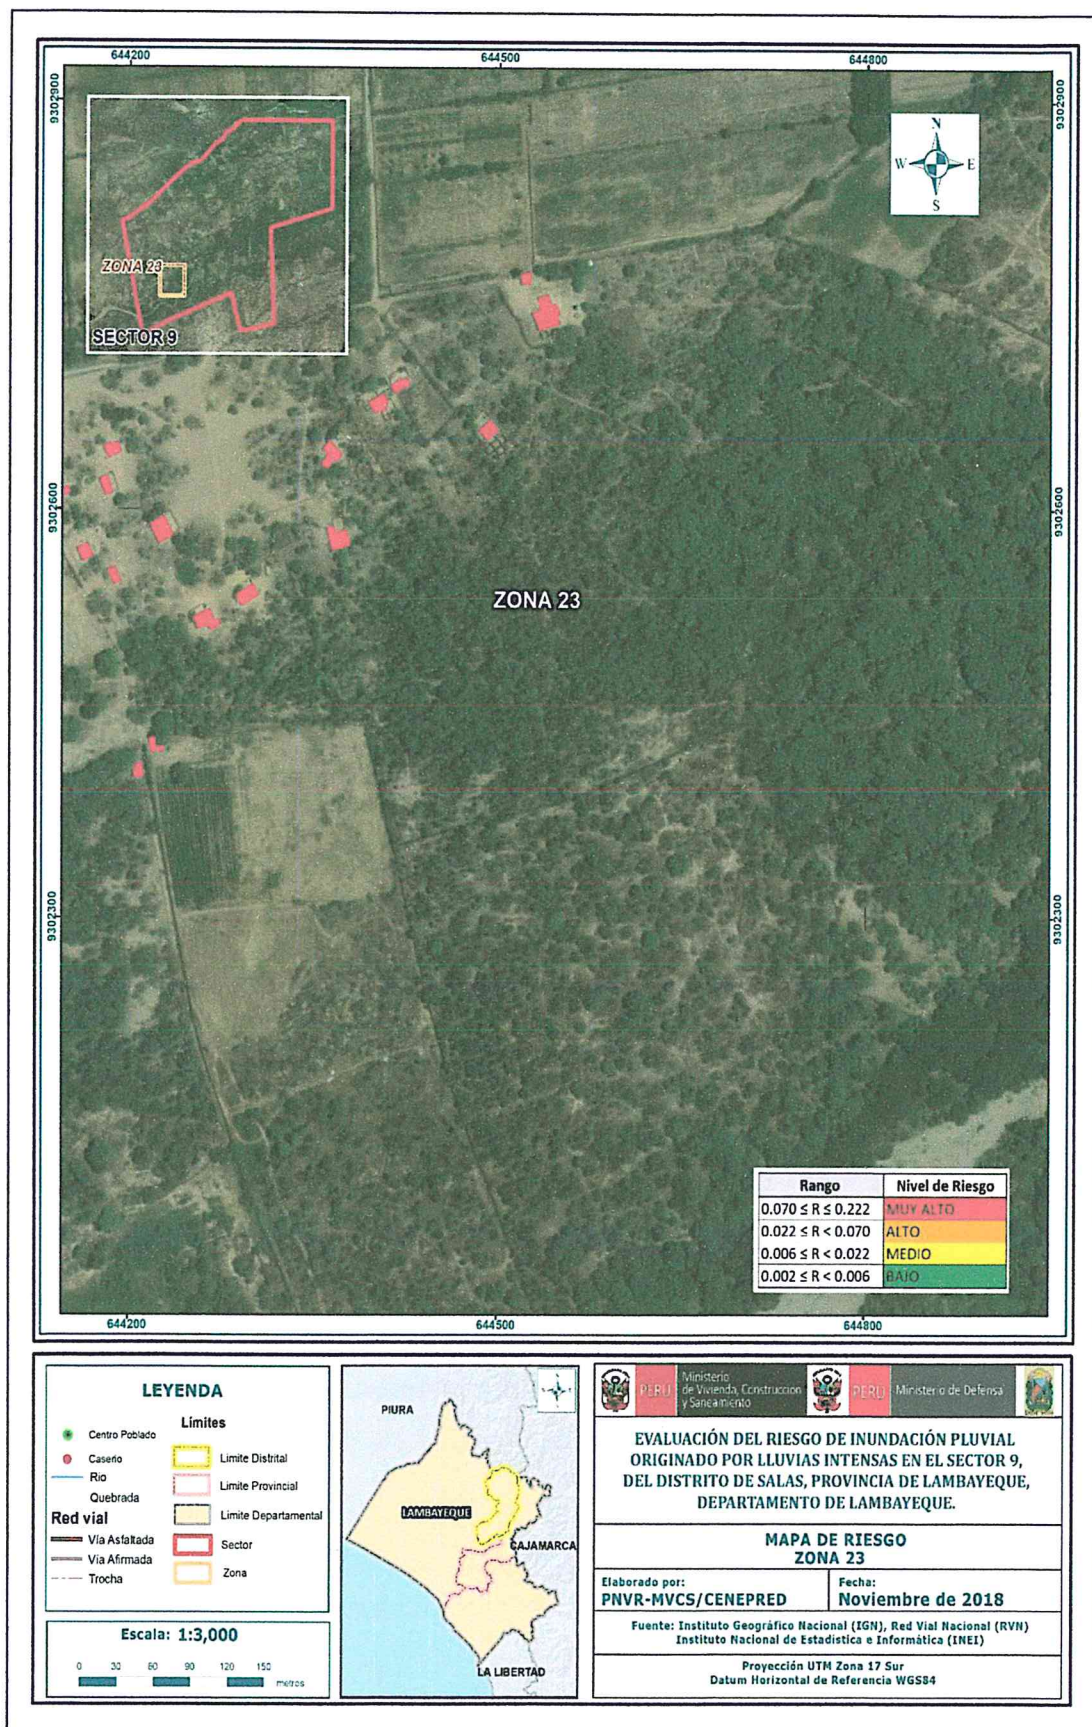 644200
644500
644800
9302900
9302900
N
W
E
S
ZONA 23
SECTOR 9
9302600
9302600
ZONA 23
9302300
9302300
Rango
Nivel de Riesgo
0.070 ≤ R ≤ 0.222
MUY ALTO
0.022 ≤ R < 0.070
ALTO
0.006 ≤ R < 0.022
MEDIO
0.002 ≤ R < 0.006
BAJO
644200
644500
644800
LEYENDA
Centro Poblado
Caserio
Rio
Quebrada
Red vial
Vía Asfaltada
Vía Afirmada
Trocha
Límites
Limite Distrital
Limite Provincial
Limite Departamental
Sector
Zona
Escala: 1:3,000
0 30 60 90 120 150
metros
PIURA
LAMBAYEQUE
CAJAMARCA
LA LIBERTAD
PERÚ
Ministerio
de Vivienda, Construcción
y Saneamiento
PERÚ
Ministerio de Defensa
EVALUACIÓN DEL RIESGO DE INUNDACIÓN PLUVIAL
ORIGINADO POR LLUVIAS INTENSAS EN EL SECTOR 9,
DEL DISTRITO DE SALAS, PROVINCIA DE LAMBAYEQUE,
DEPARTAMENTO DE LAMBAYEQUE.
MAPA DE RIESGO
ZONA 23
Elaborado por:
PNVR-MVCS/CENEPRED
Fecha:
Noviembre de 2018
Fuente: Instituto Geográfico Nacional (IGN), Red Vial Nacional (RVN)
Instituto Nacional de Estadística e Informática (INEI)
Proyección UTM Zona 17 Sur
Datum Horizontal de Referencia WGS84